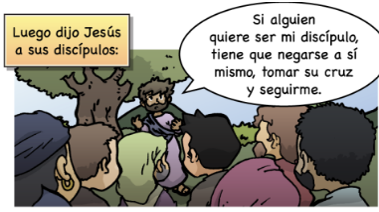 Luego dijo Jesús
a sus discípulos:
Si alguien
quiere ser mi discípulo,
tiene que negarse a sí
mismo, tomar su cruz
y seguirme.